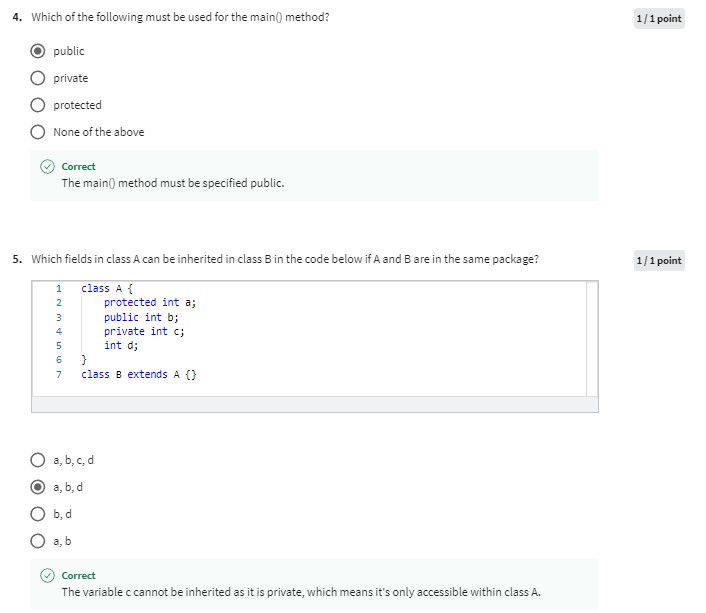 4. Which of the following must be used for the main() method?
1 / 1 point
public
private
protected
None of the above
Correct
The main() method must be specified public.
5. Which fields in class A can be inherited in class B in the code below if A and B are in the same package?
1 / 1 point
1 class A {
2 protected int a;
3 public int b;
4 private int c;
5 int d;
6 }
7 class B extends A {}
a, b, c, d
a, b, d
b, d
a, b
Correct
The variable c cannot be inherited as it is private, which means it's only accessible within class A.